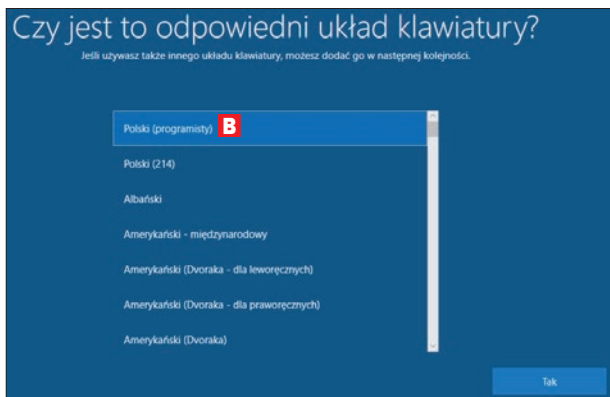 Czy jest to odpowiedni układ klawiatury?
Jeśli używasz także innego układu klawiatury, możesz dodać go w następnej kolejności.
Polski (programisty) B
Polski (214)
Albański
Amerykański - międzynarodowy
Amerykański (Dvoraka - dla leworęcznych)
Amerykański (Dvoraka - dla praworęcznych)
Amerykański (Dvoraka)
Tak